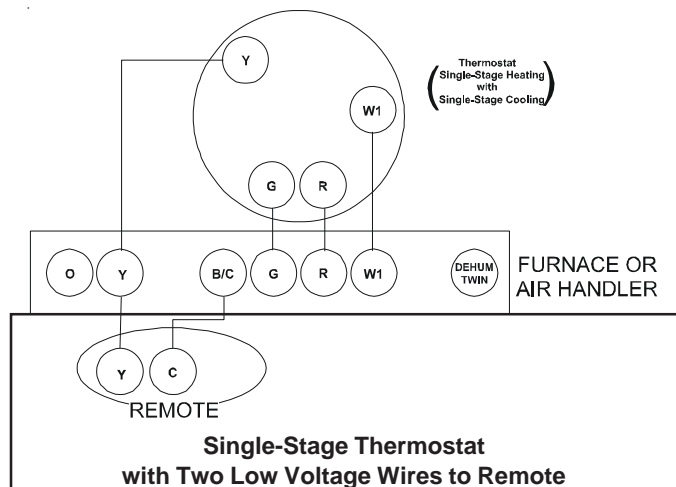 Y
Thermostat
Single-Stage Heating
with
Single-Stage Cooling
W1
G R
O Y B/C G R W1 DEHUM TWIN
FURNACE OR
AIR HANDLER
Y C
REMOTE
Single-Stage Thermostat
with Two Low Voltage Wires to Remote